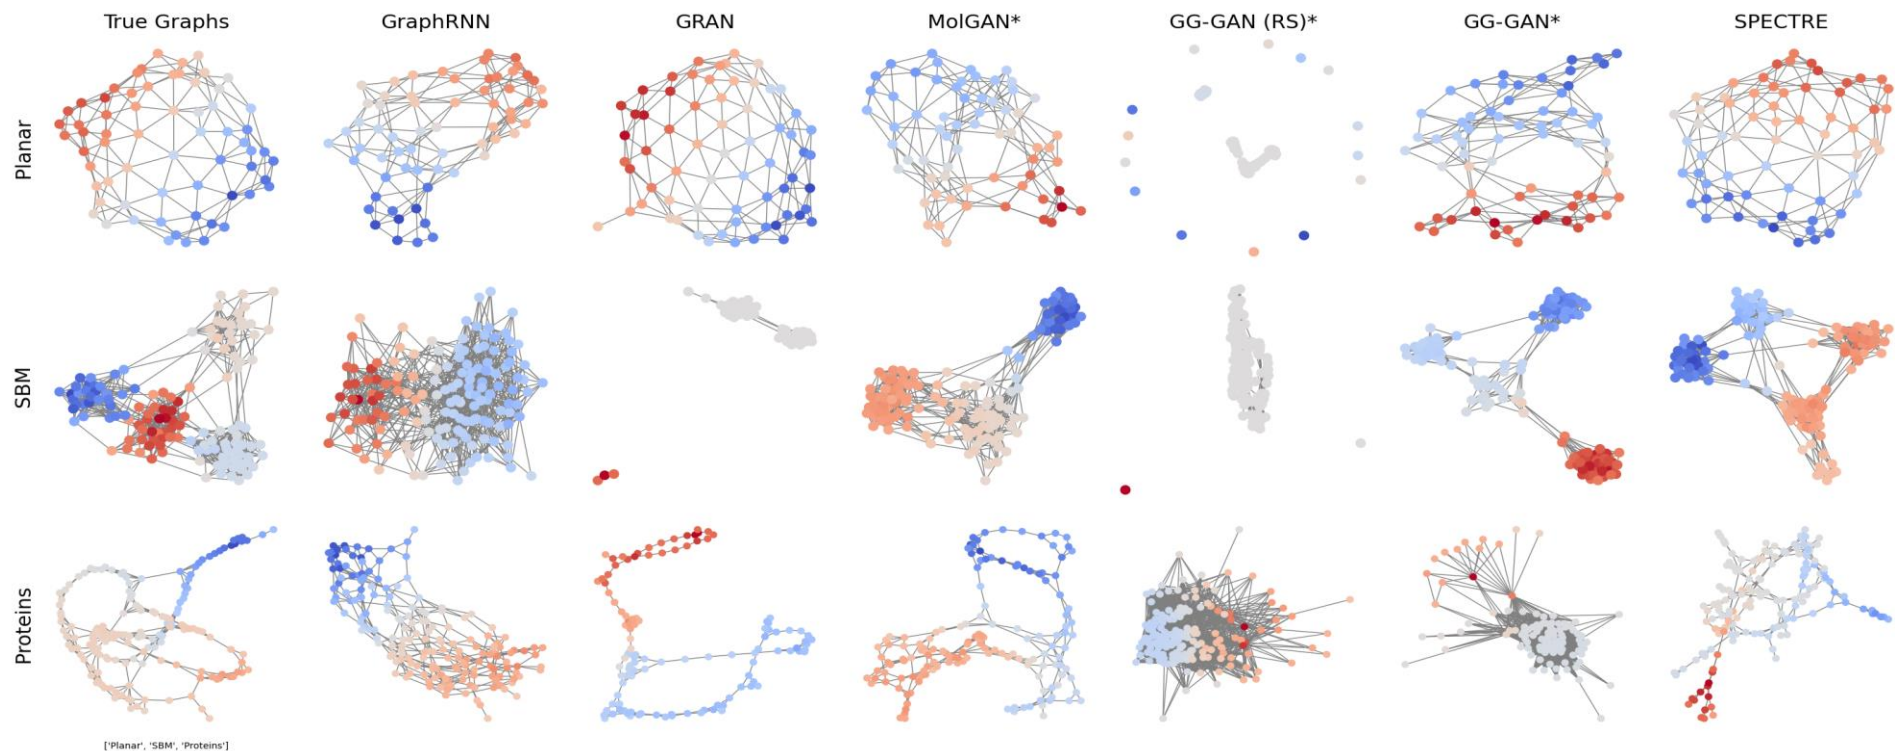 True Graphs GraphRNN GRAN MolGAN* GG-GAN (RS)* GG-GAN* SPECTRE
Planar
SBM
Proteins
['Planar', 'SBM', 'Proteins']